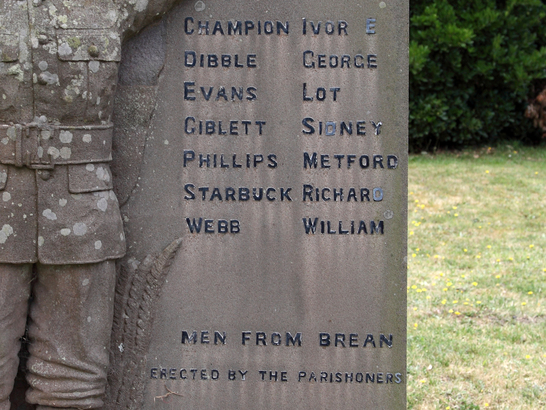 CHAMPION IVOR E
DIBBLE GEORGE
EVANS LOT
GIBLETT SIDNEY
PHILLIPS METFORD
STARBUCK RICHARD
WEBB WILLIAM
MEN FROM BREAN
ERECTED BY THE PARISHONERS